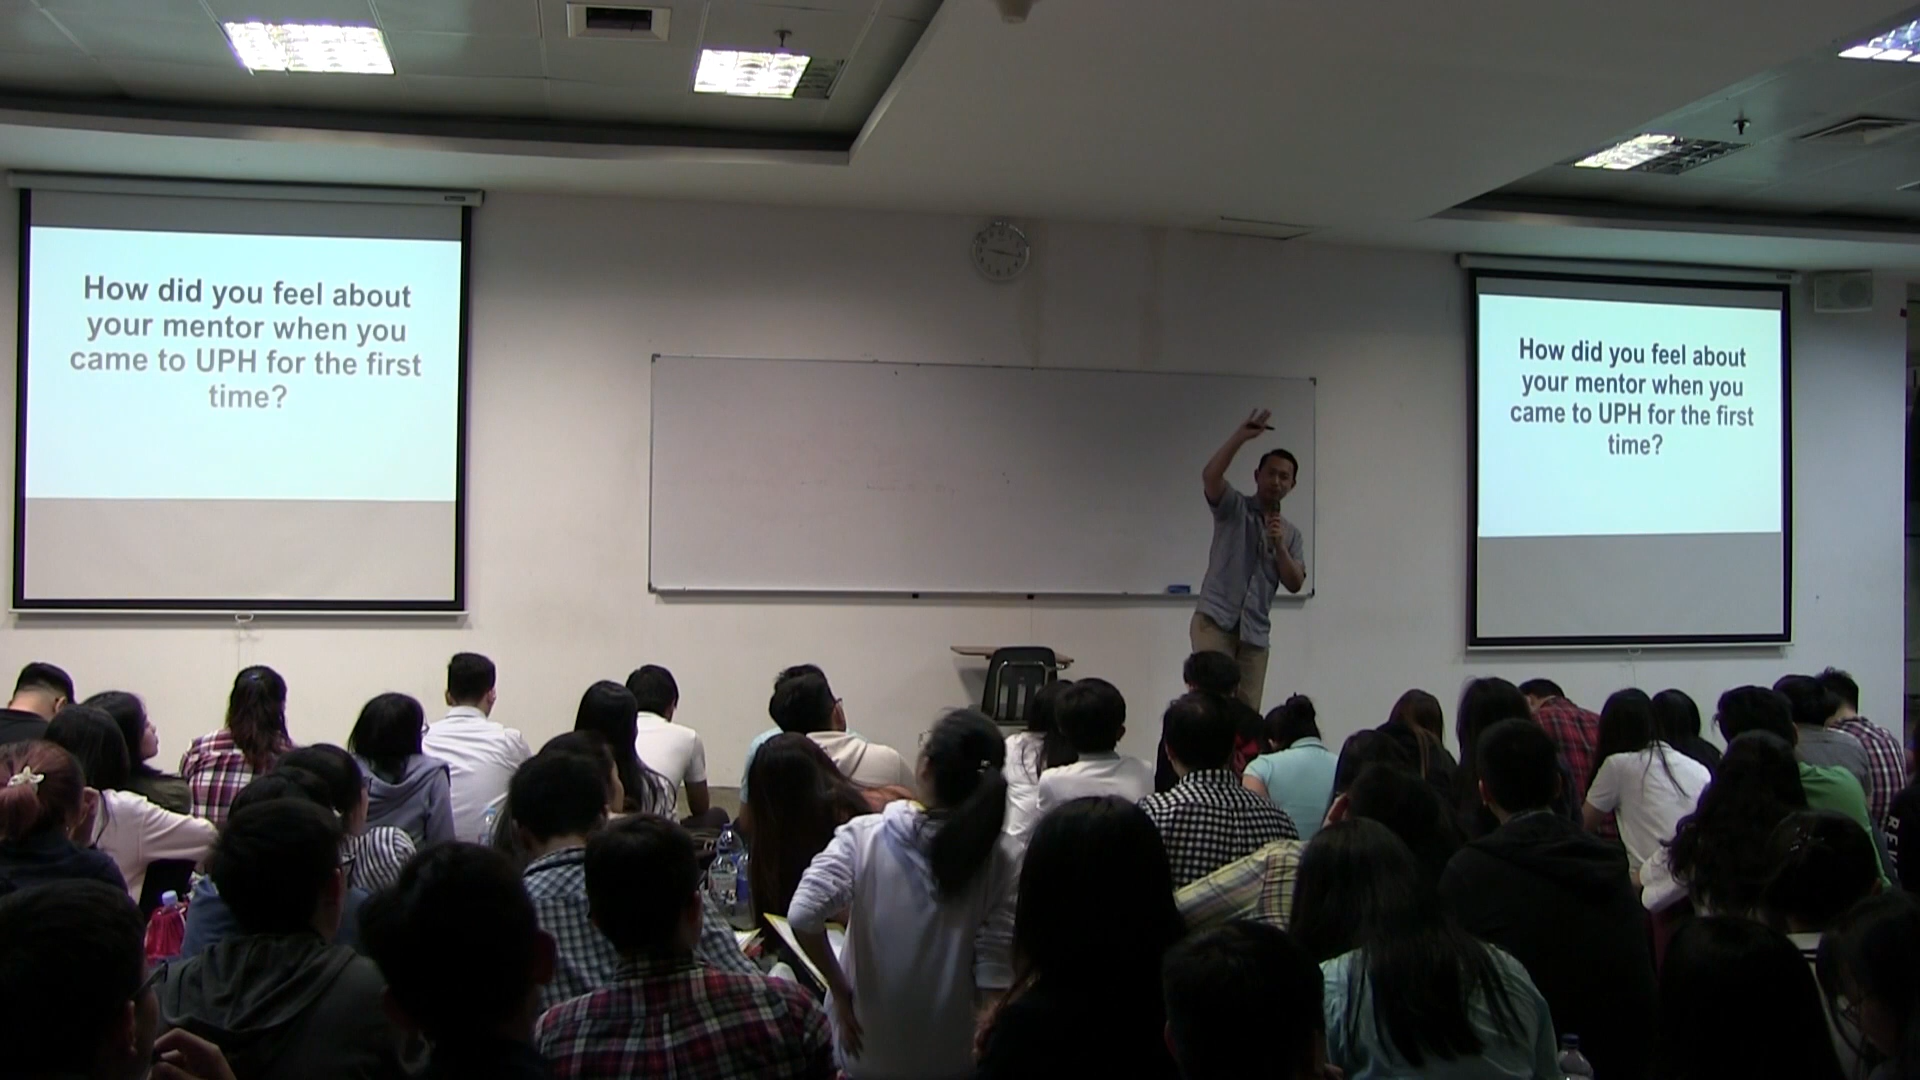 How did you feel about
your mentor when you
came to UPH for the first
time?
How did you feel about
your mentor when you
came to UPH for the first
time?